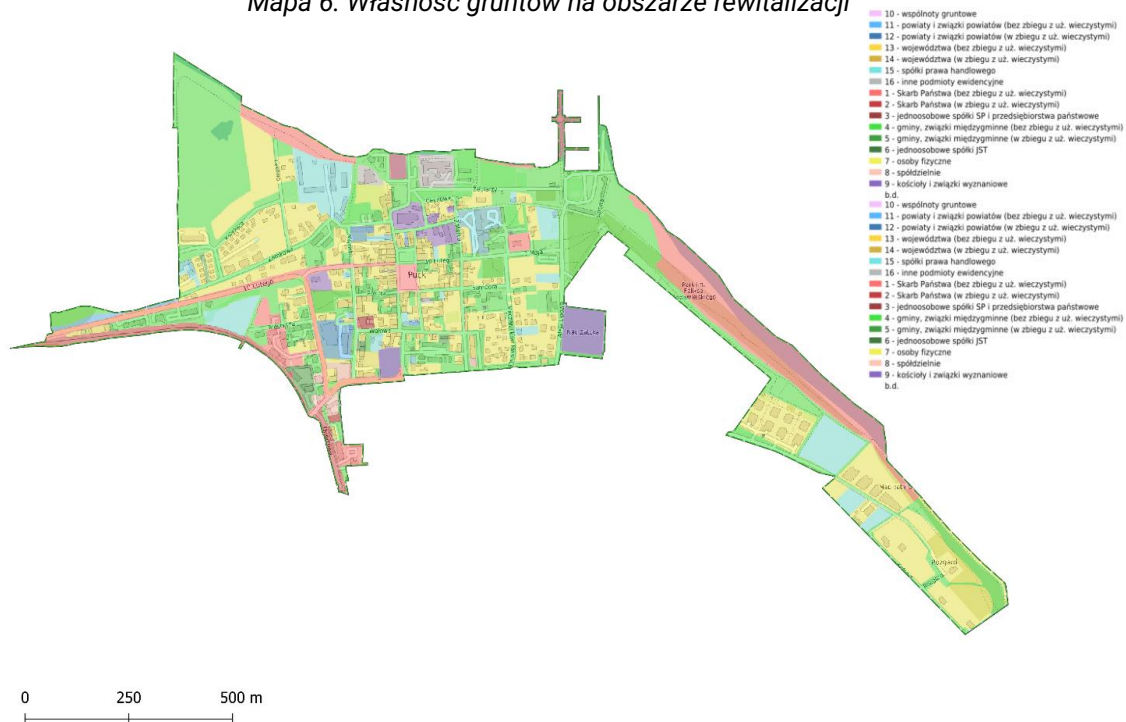 Mapa 6. Własność gruntów na obszarze rewitalizacji
10 - wspólnoty gruntowe
11 - powiaty i związki powiatów (bez zbiegu z uż. wieczystymi)
12 - powiaty i związki powiatów (w zbiegu z uż. wieczystymi)
13 - województwa (bez zbiegu z uż. wieczystymi)
14 - województwa (w zbiegu z uż. wieczystymi)
15 - spółki prawa handlowego
16 - inne podmioty ewidencyjne
1 - Skarb Państwa (bez zbiegu z uż. wieczystymi)
2 - Skarb Państwa (w zbiegu z uż. wieczystymi)
3 - jednoosobowe spółki SP i przedsiębiorstwa państwowe
4 - gminy, związki międzygminne (bez zbiegu z uż. wieczystymi)
5 - gminy, związki międzygminne (w zbiegu z uż. wieczystymi)
6 - jednoosobowe spółki JST
7 - osoby fizyczne
8 - spółdzielnie
9 - kościoły i związki wyznaniowe
b.d.
10 - wspólnoty gruntowe
11 - powiaty i związki powiatów (bez zbiegu z uż. wieczystymi)
12 - powiaty i związki powiatów (w zbiegu z uż. wieczystymi)
13 - województwa (bez zbiegu z uż. wieczystymi)
14 - województwa (w zbiegu z uż. wieczystymi)
15 - spółki prawa handlowego
16 - inne podmioty ewidencyjne
1 - Skarb Państwa (bez zbiegu z uż. wieczystymi)
2 - Skarb Państwa (w zbiegu z uż. wieczystymi)
3 - jednoosobowe spółki SP i przedsiębiorstwa państwowe
4 - gminy, związki międzygminne (bez zbiegu z uż. wieczystymi)
5 - gminy, związki międzygminne (w zbiegu z uż. wieczystymi)
6 - jednoosobowe spółki JST
7 - osoby fizyczne
8 - spółdzielnie
9 - kościoły i związki wyznaniowe
b.d.
Puck
10 Lutego
Park im.
0 250 500 m